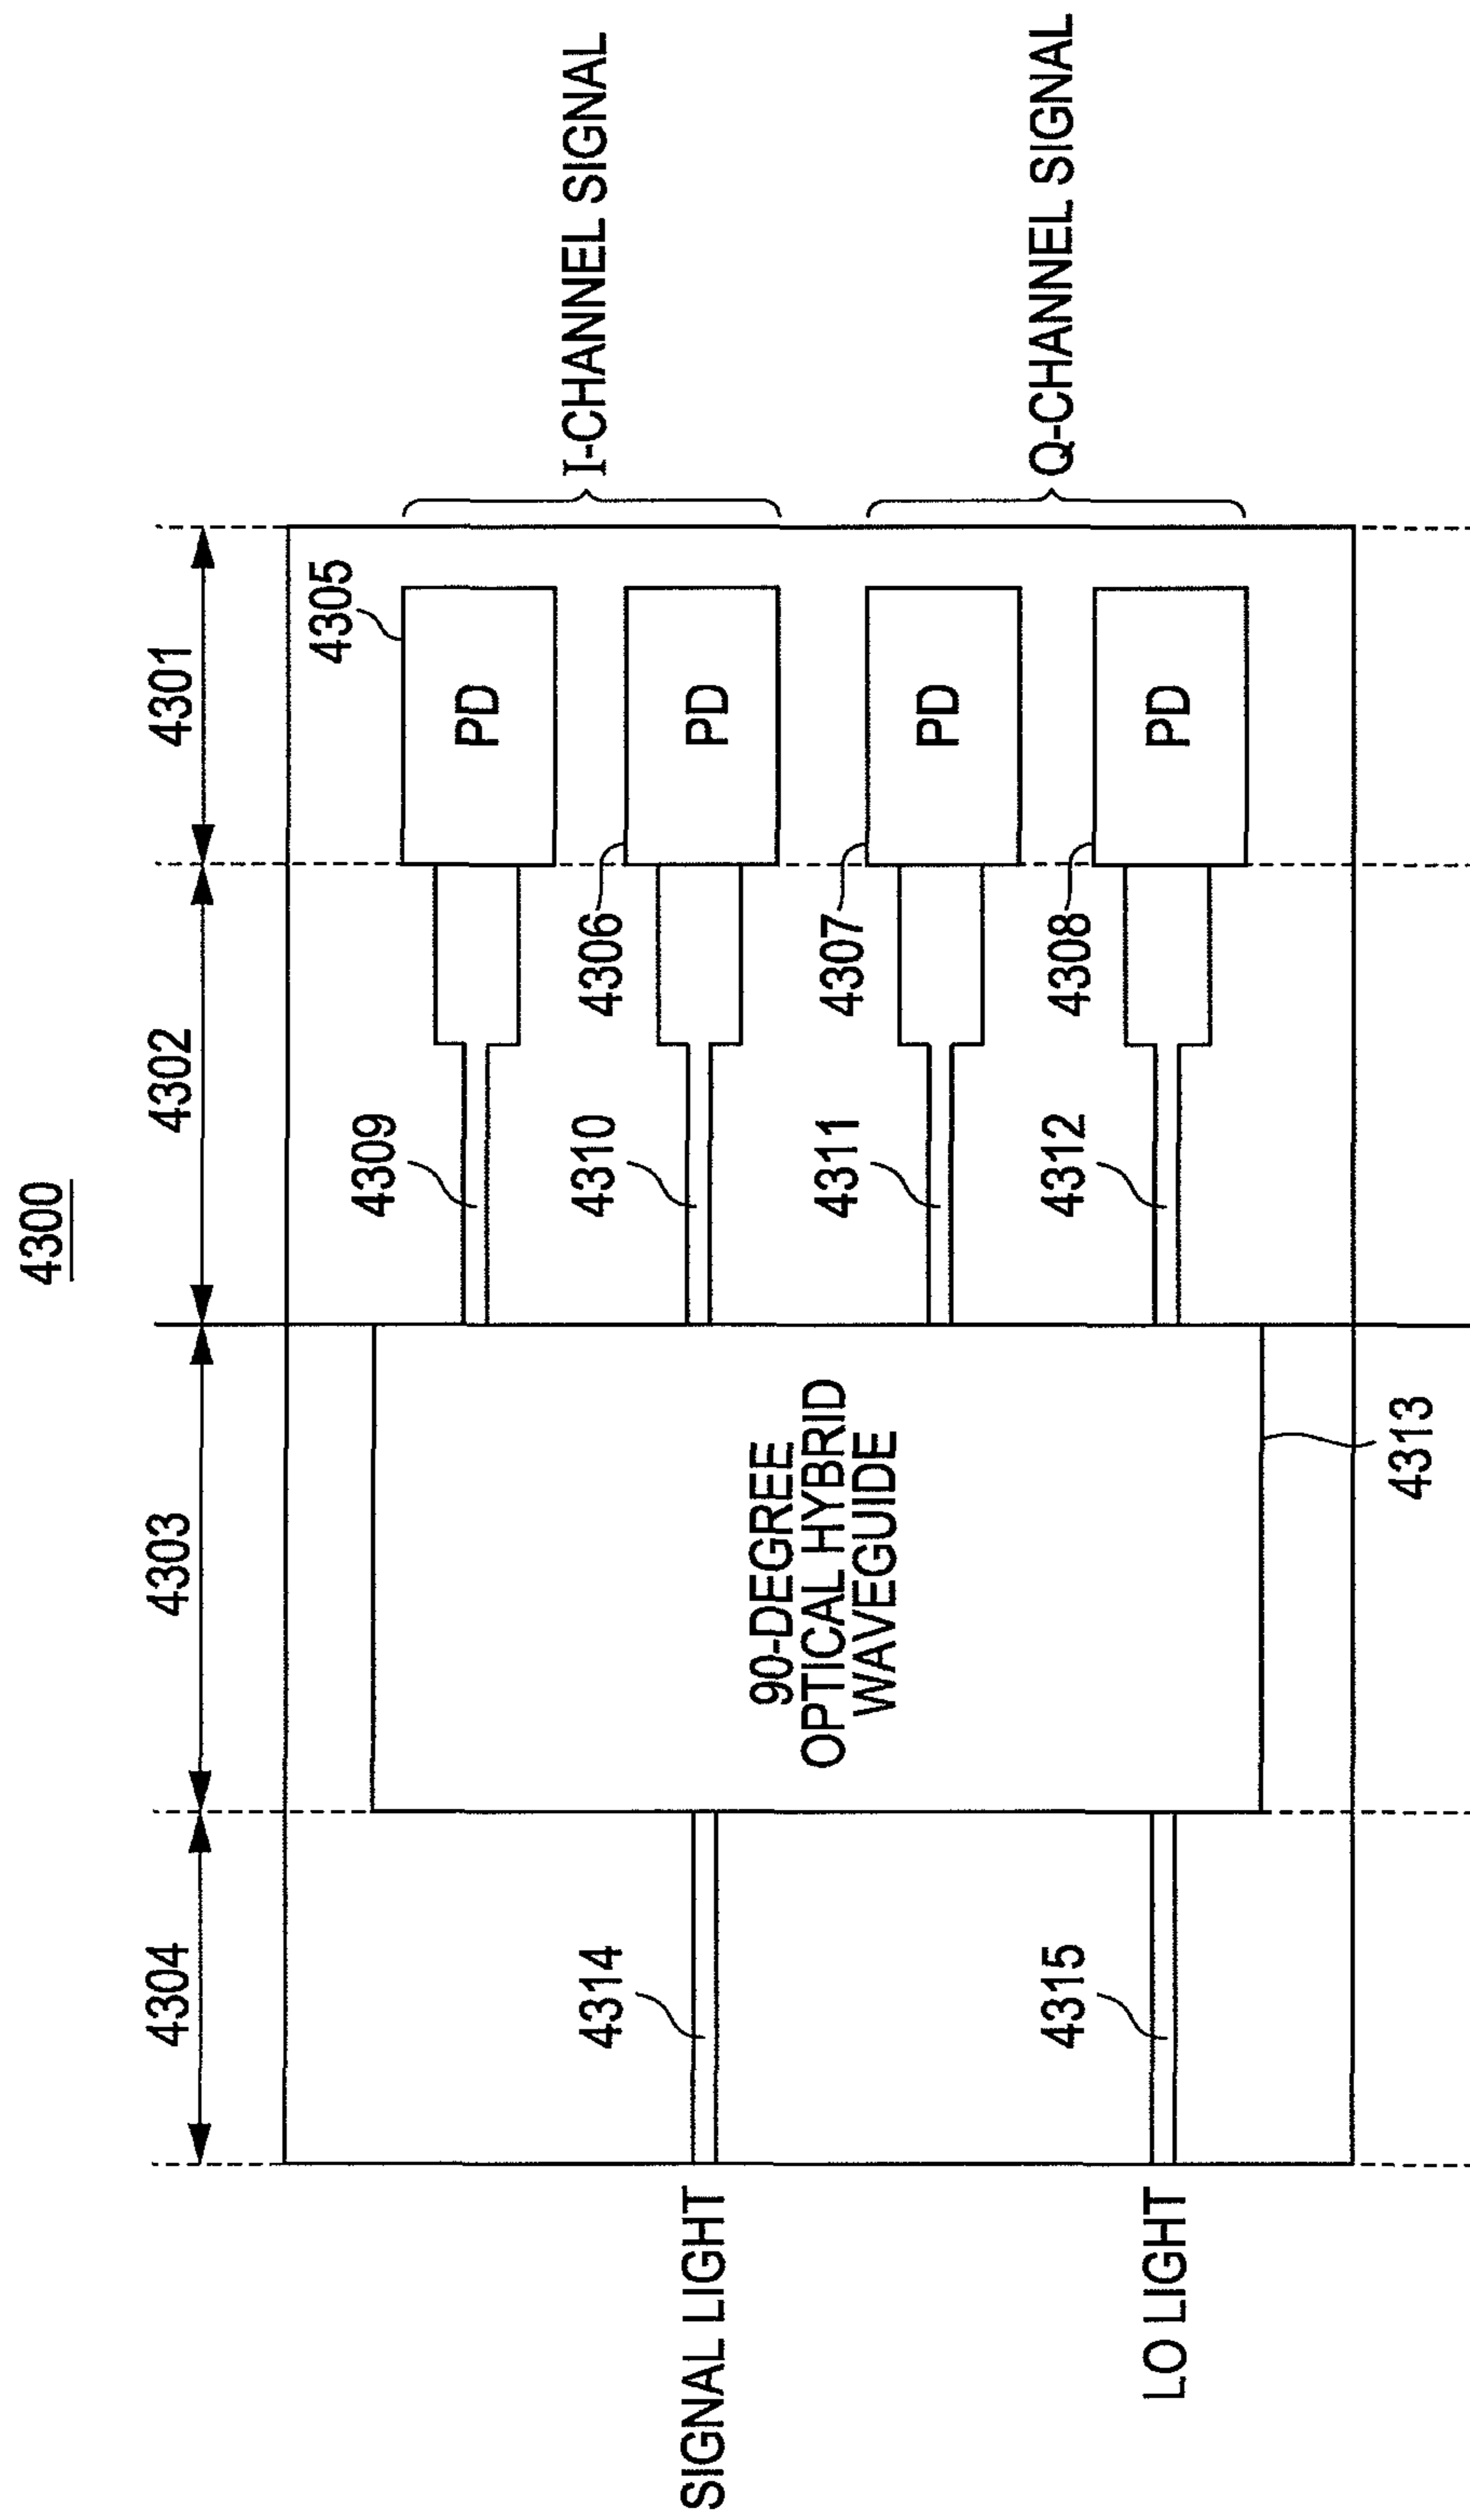 4300
4304
4303
4302
4301
4305
PD
4309
4306
PD
4310
I-CHANNEL SIGNAL
SIGNAL LIGHT
4314
90-DEGREE
OPTICAL HYBRID
WAVEGUIDE
4307
PD
4311
4308
PD
4312
Q-CHANNEL SIGNAL
LO LIGHT
4315
4313